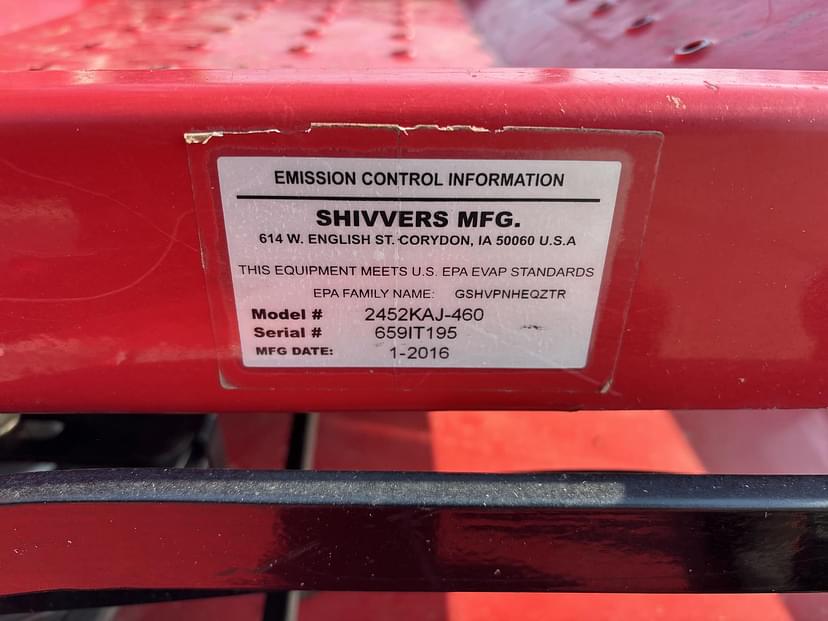 EMISSION CONTROL INFORMATION
SHIVVERS MFG.
614 W. ENGLISH ST. CORYDON, IA 50060 U.S.A
THIS EQUIPMENT MEETS U.S. EPA EVAP STANDARDS
EPA FAMILY NAME: GSHVPNHEQZTR
Model # 2452KAJ-460
Serial # 659IT195
MFG DATE: 1-2016